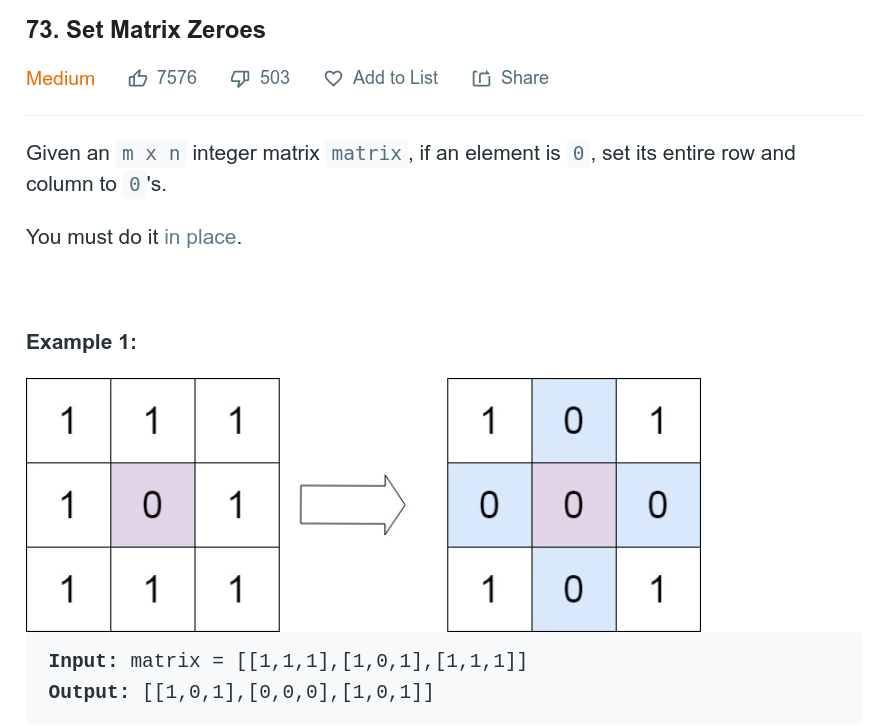 73. Set Matrix Zeroes
Medium 7576 503 Add to List Share
Given an m x n integer matrix matrix, if an element is 0, set its entire row and
column to 0's.
You must do it in place.
Example 1:
1 1 1 1 0 1
1 0 1 0 0 0
1 1 1 1 0 1
Input: matrix = [[1,1,1],[1,0,1],[1,1,1]]
Output: [[1,0,1],[0,0,0],[1,0,1]]